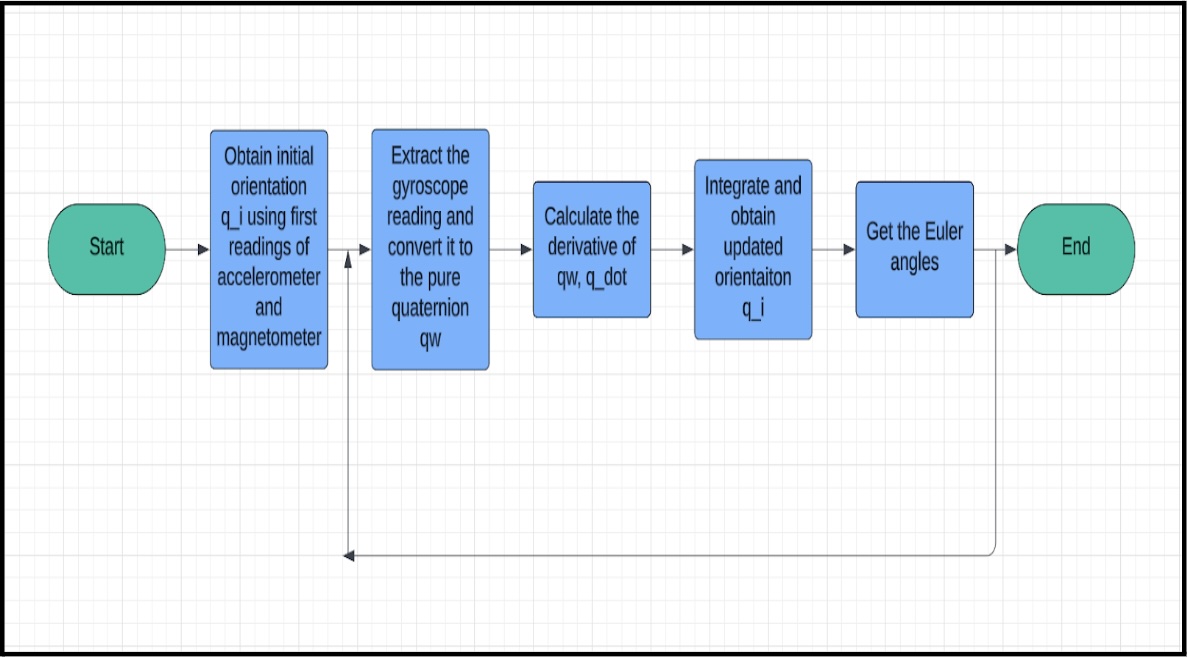 Start
Obtain initial
orientation
q_i using first
readings of
accelerometer
and
magnetometer
Extract the
gyroscope
reading and
convert it to
the pure
quaternion
qw
Calculate the
derivative of
qw, q_dot
Integrate and
obtain
updated
orientaiton
q_i
Get the Euler
angles
End